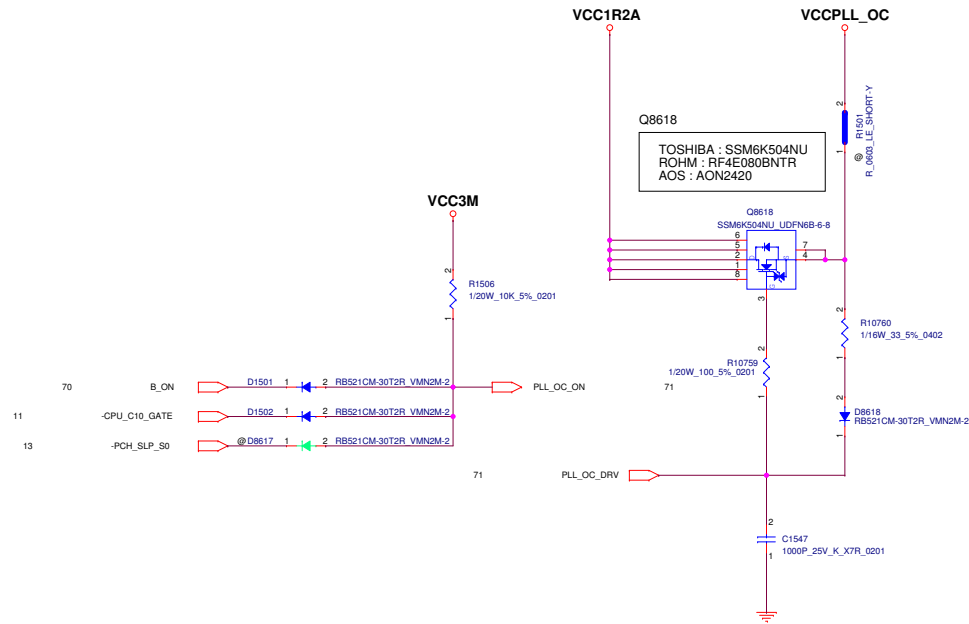 VCC1R2A
VCCPLL_OC
2
R1501
1
@
R_0603_LE_SHORT-Y
Q8618
TOSHIBA : SSM6K504NU
ROHM : RF4E080BNTR
AOS : AON2420
Q8618
SSM6K504NU_UDFN6B-6-8
6
5
2
1
8
7
4
D
S
G
3
VCC3M
2
R1506
1/20W_10K_5%_0201
1
2
R10760
1/16W_33_5%_0402
1
2
R10759
1/20W_100_5%_0201
1
70
B_ON
D1501 1
2 RB521CM-30T2R_VMN2M-2
PLL_OC_ON
71
11
-CPU_C10_GATE
D1502 1
2 RB521CM-30T2R_VMN2M-2
13
-PCH_SLP_S0
@ D8617 1
2 RB521CM-30T2R_VMN2M-2
2
D8618
RB521CM-30T2R_VMN2M-2
1
71
PLL_OC_DRV
2
C1547
1000P_25V_K_X7R_0201
1